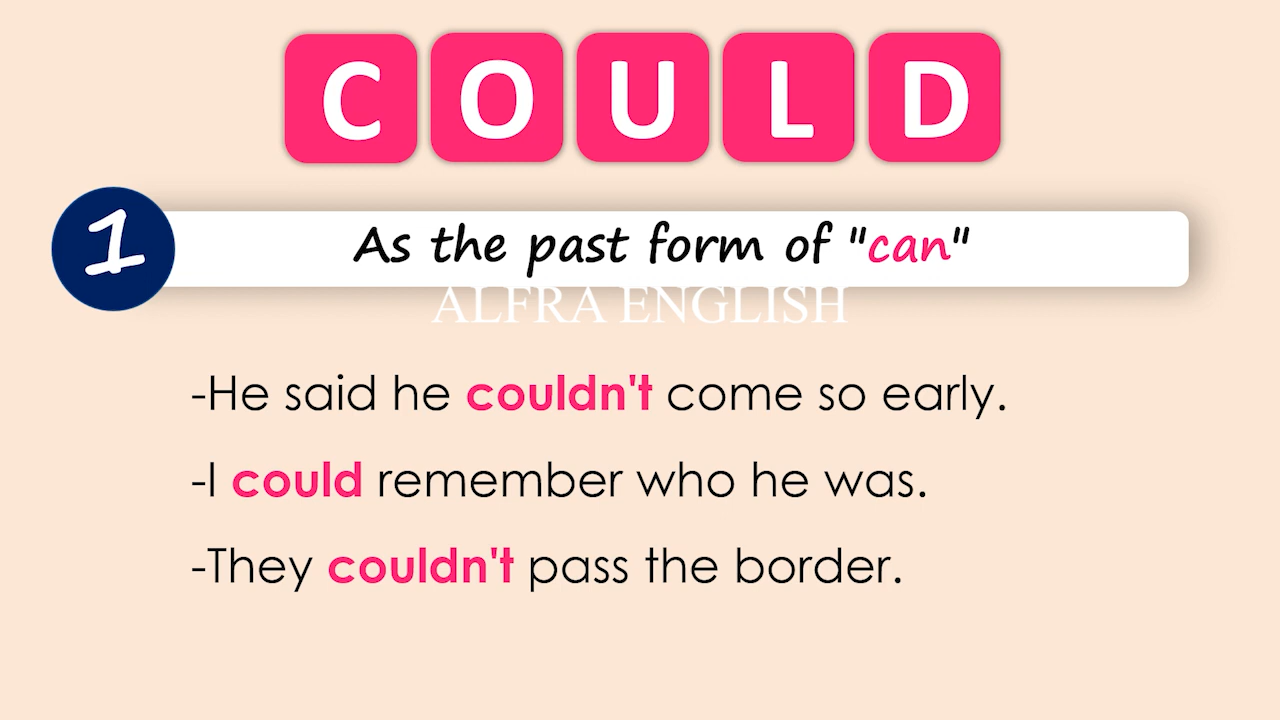 COULD
1
As the past form of "can"
ALFRA ENGLISH
-He said he couldn't come so early.
-I could remember who he was.
-They couldn't pass the border.